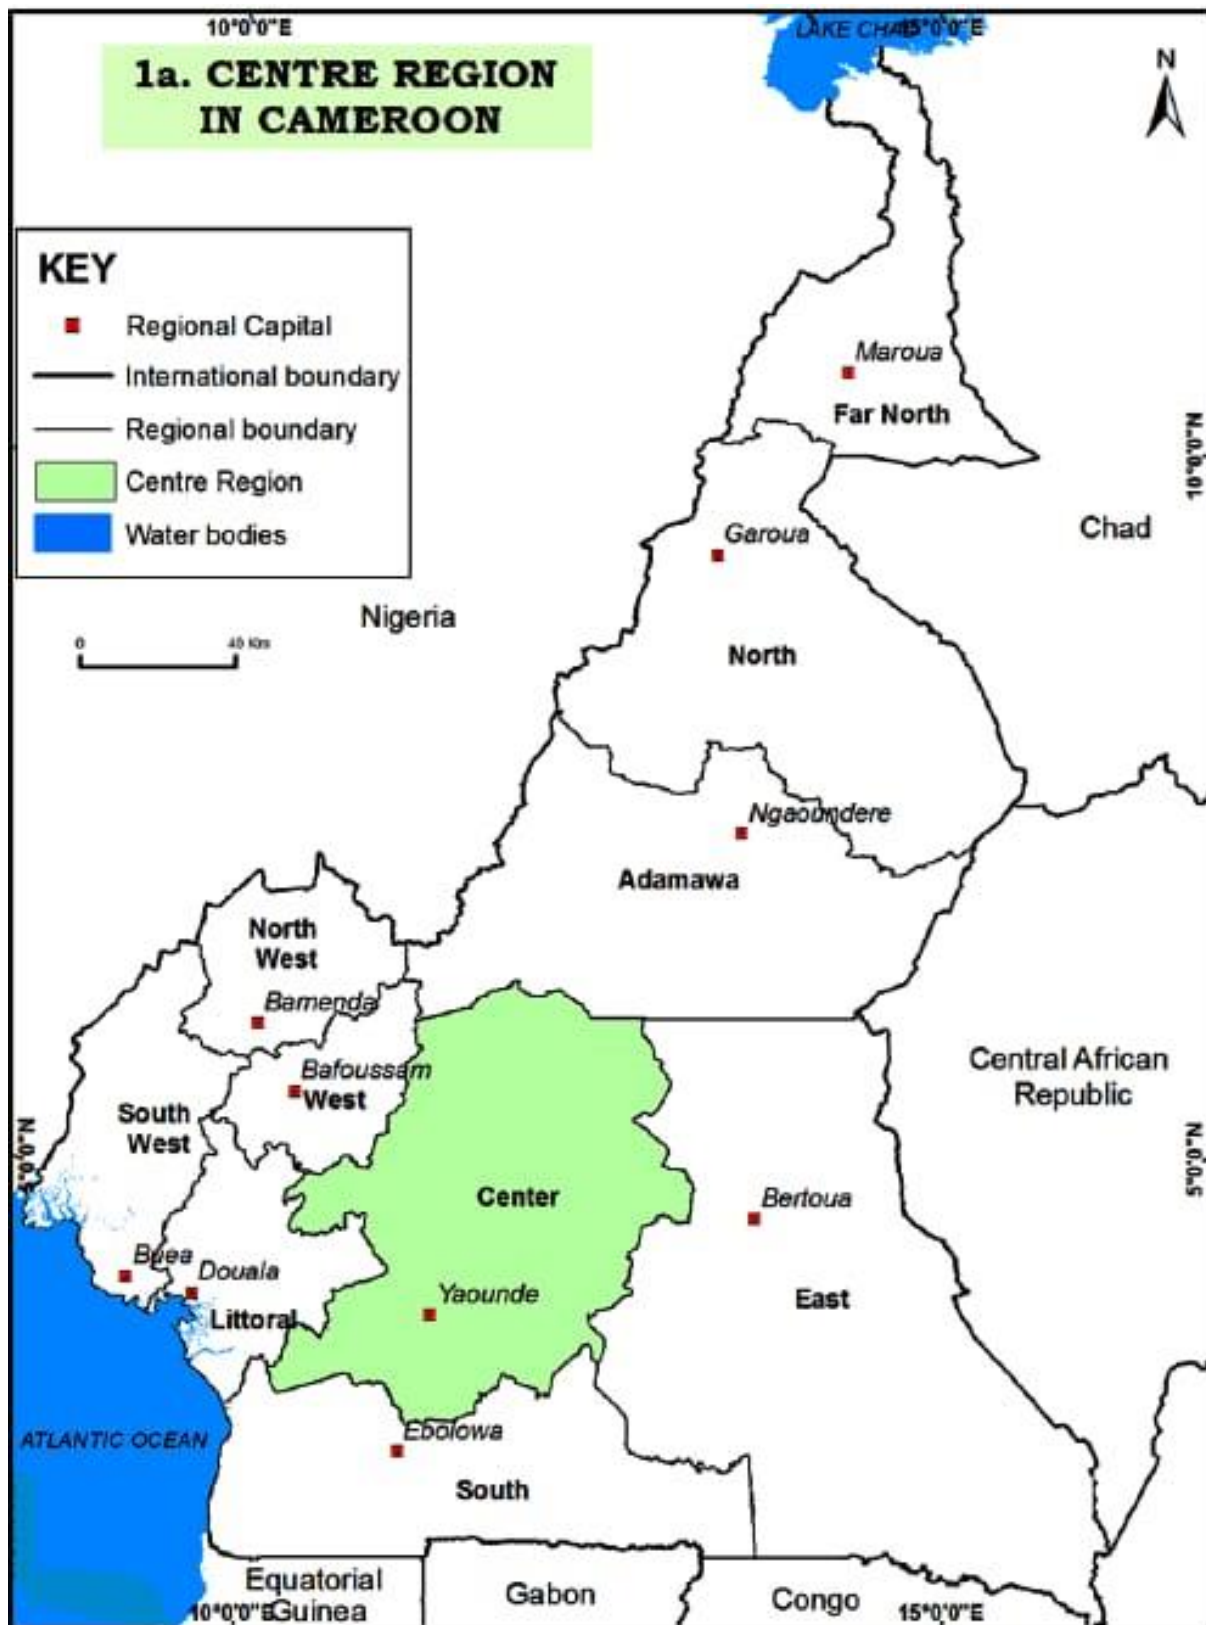 10°0'0"E
LAKE CHAD
15°0'0"E
1a. CENTRE REGION
IN CAMEROON
N
KEY
Regional Capital
International boundary
Regional boundary
Centre Region
Water bodies
0 40 Km
Maroua
Far North
10°0'0"N
Chad
Garoua
Nigeria
North
Ngaoundere
Adamawa
North
West
Bamenda
Central African
Republic
Bafoussam
West
South
West
5°0'0"N
5°0'0"N
Center
Bertoua
Buea
Douala
Yaounde
East
Littoral
ATLANTIC OCEAN
Ebolowa
South
Equatorial
Guinea
Gabon
Congo
10°0'0"E
15°0'0"E